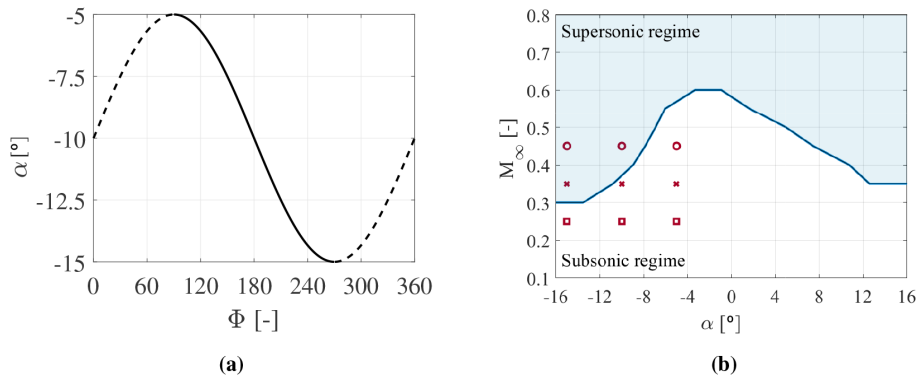 -5
-7.5
-10
-12.5
-15
α [°]
0 60 120 180 240 300 360
Φ [-]
(a)
0.8
0.7
0.6
0.5
0.4
0.3
0.2
0.1
M∞ [-]
Supersonic regime
Subsonic regime
-16 -12 -8 -4 0 4 8 12 16
α [°]
(b)